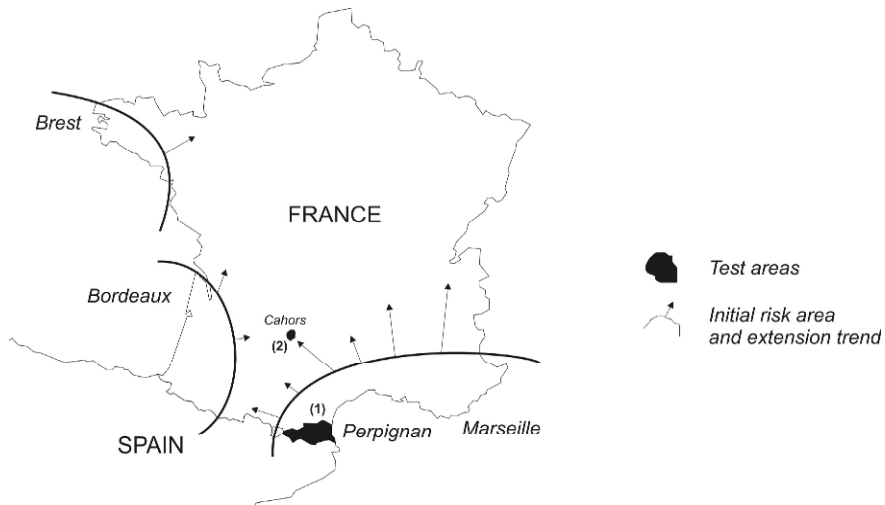 Brest
FRANCE
Bordeaux
Cahors
(2)
(1)
Perpignan
Marseille
SPAIN
Test areas
Initial risk area
and extension trend